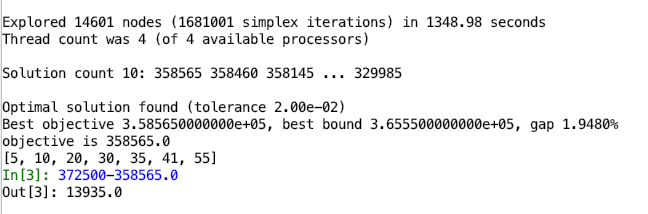 Explored 14601 nodes (1681001 simplex iterations) in 1348.98 seconds
Thread count was 4 (of 4 available processors)
Solution count 10: 358565 358460 358145 ... 329985
Optimal solution found (tolerance 2.00e-02)
Best objective 3.585650000000e+05, best bound 3.655500000000e+05, gap 1.9480%
objective is 358565.0
[5, 10, 20, 30, 35, 41, 55]
In[3]: 372500-358565.0
Out[3]: 13935.0